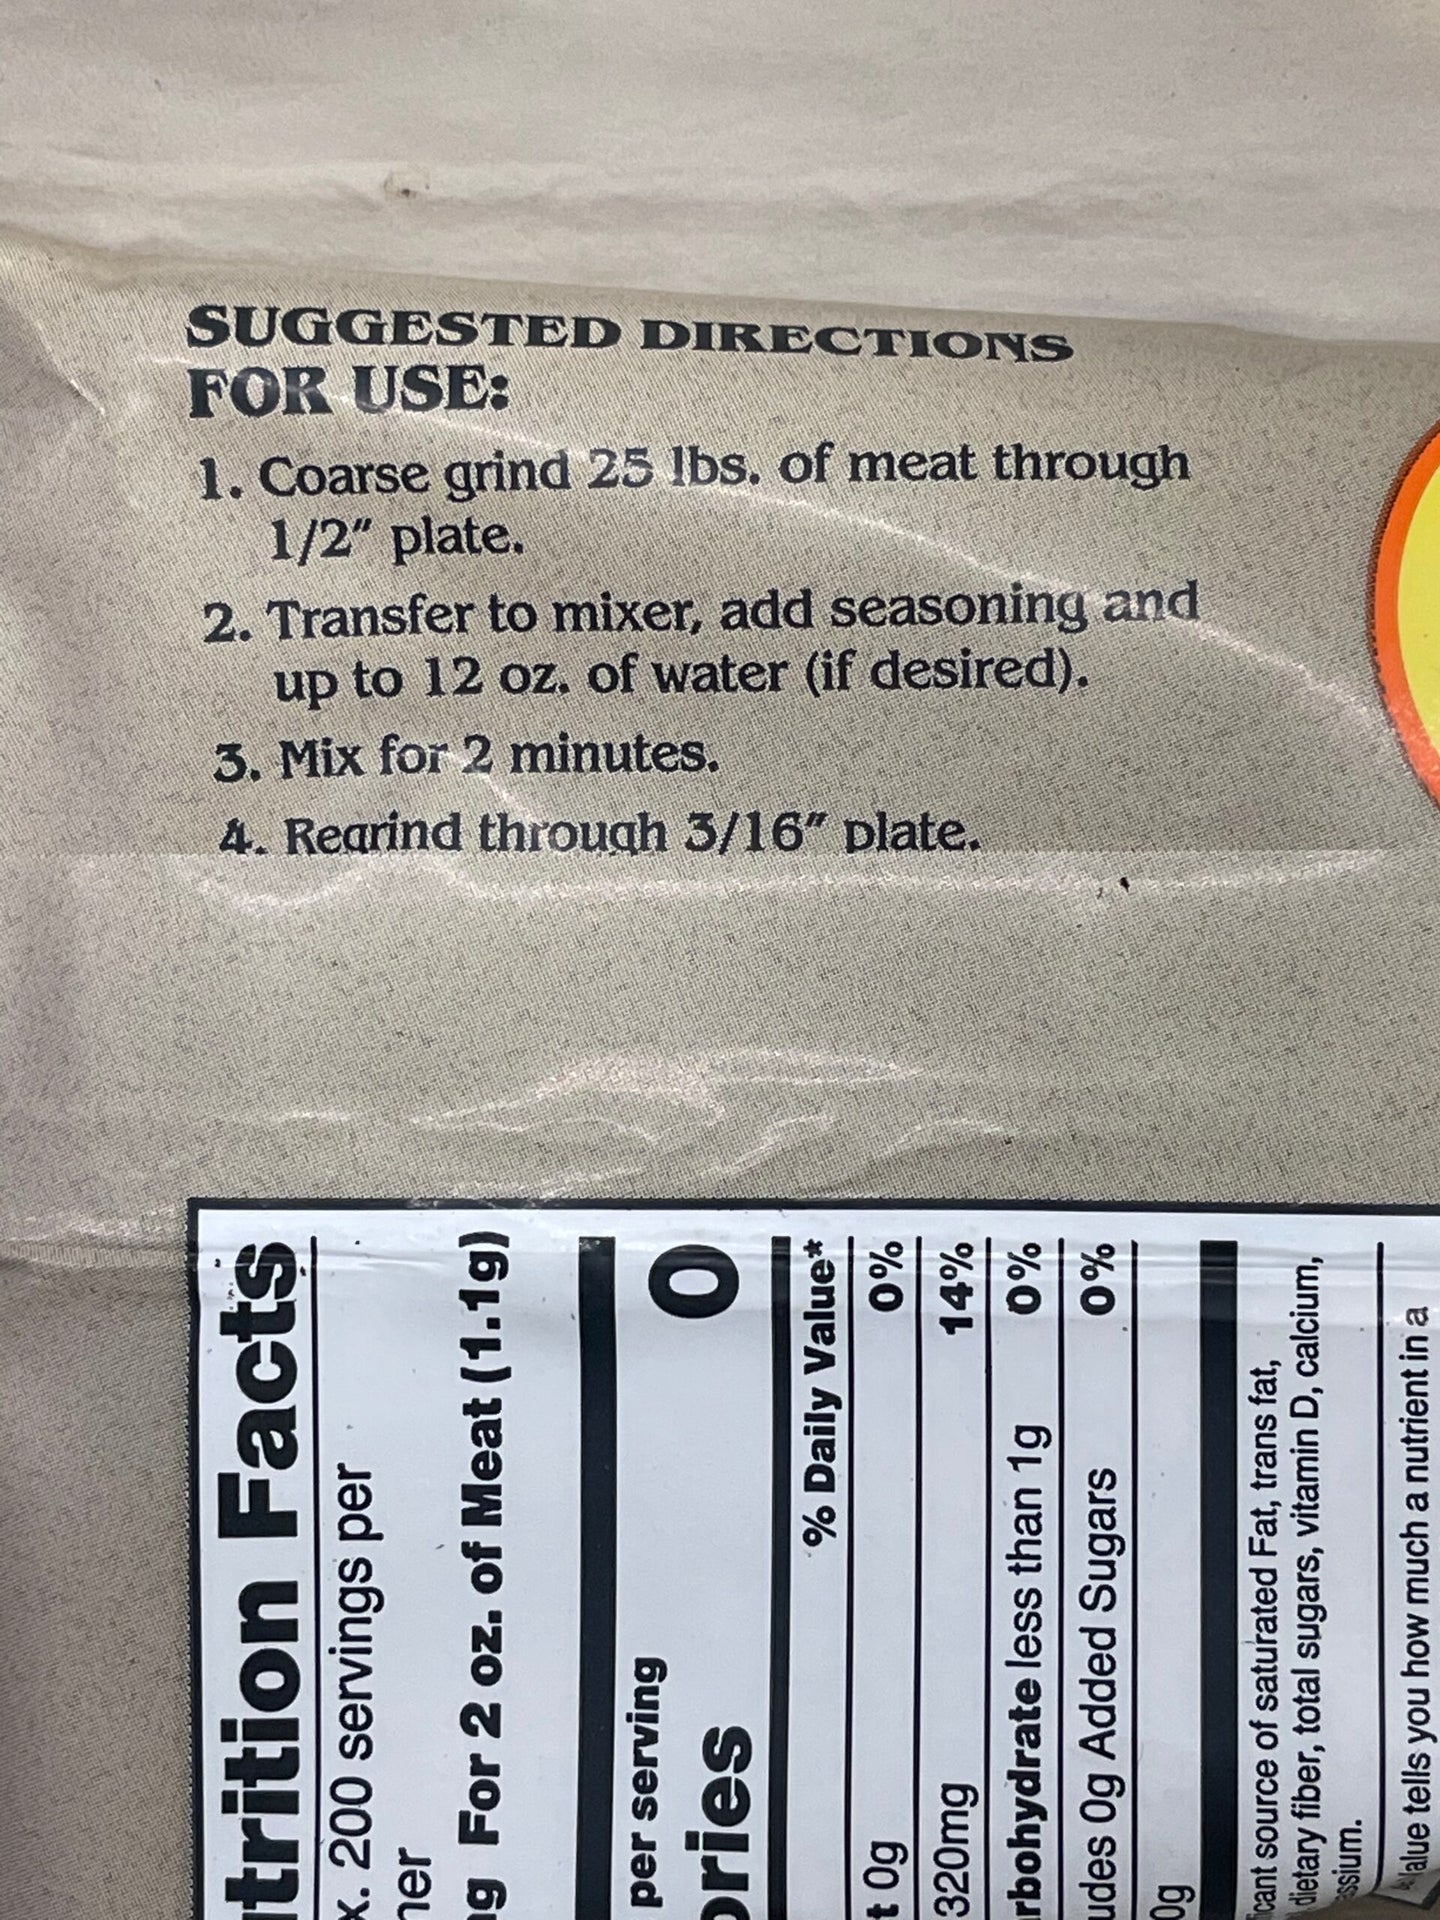 SUGGESTED DIRECTIONS
FOR USE:
1. Coarse grind 25 lbs. of meat through
1/2" plate.
2. Transfer to mixer, add seasoning and
up to 12 oz. of water (if desired).
3. Mix for 2 minutes.
4. Regrind through 3/16" plate.
trition Facts
x. 200 servings per
ner
g For 2 oz. of Meat (1.1g)
per serving
ories 0
% Daily Value*
t 0g 0%
320mg 14%
rbohydrate less than 1g 0%
udes 0g Added Sugars 0%
0g
icant source of saturated Fat, trans fat,
dietary fiber, total sugars, vitamin D, calcium,
ssium.
Value tells you how much a nutrient in a